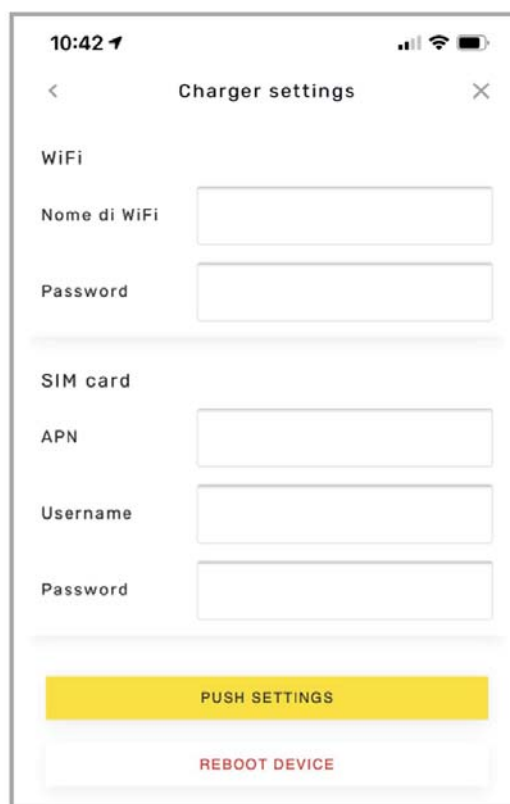 10:42
Charger settings
WiFi
Nome di WiFi
Password
SIM card
APN
Username
Password
PUSH SETTINGS
REBOOT DEVICE